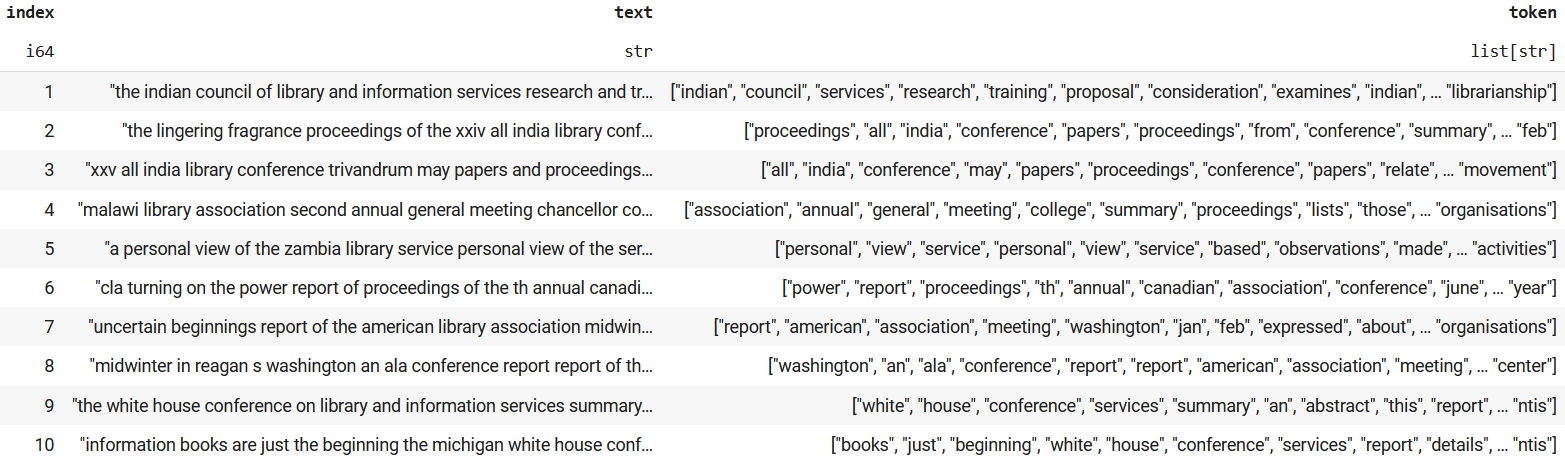 index text token
i64 str list[str]
1 "the indian council of library and information services research and tr… ["indian", "council", "services", "research", "training", "proposal", "consideration", "examines", "indian", … "librarianship"]
2 "the lingering fragrance proceedings of the xxiv all india library conf… ["proceedings", "all", "india", "conference", "papers", "proceedings", "from", "conference", "summary", … "feb"]
3 "xxv all india library conference trivandrum may papers and proceedings… ["all", "india", "conference", "may", "papers", "proceedings", "conference", "papers", "relate", … "movement"]
4 "malawi library association second annual general meeting chancellor co… ["association", "annual", "general", "meeting", "college", "summary", "proceedings", "lists", "those", … "organisations"]
5 "a personal view of the zambia library service personal view of the ser… ["personal", "view", "service", "personal", "view", "service", "based", "observations", "made", … "activities"]
6 "cla turning on the power report of proceedings of the th annual canadi… ["power", "report", "proceedings", "th", "annual", "canadian", "association", "conference", "june", … "year"]
7 "uncertain beginnings report of the american library association midwin… ["report", "american", "association", "meeting", "washington", "jan", "feb", "expressed", "about", … "organisations"]
8 "midwinter in reagan s washington an ala conference report report of th… ["washington", "an", "ala", "conference", "report", "report", "american", "association", "meeting", … "center"]
9 "the white house conference on library and information services summary… ["white", "house", "conference", "services", "summary", "an", "abstract", "this", "report", … "ntis"]
10 "information books are just the beginning the michigan white house conf… ["books", "just", "beginning", "white", "house", "conference", "services", "report", "details", … "ntis"]